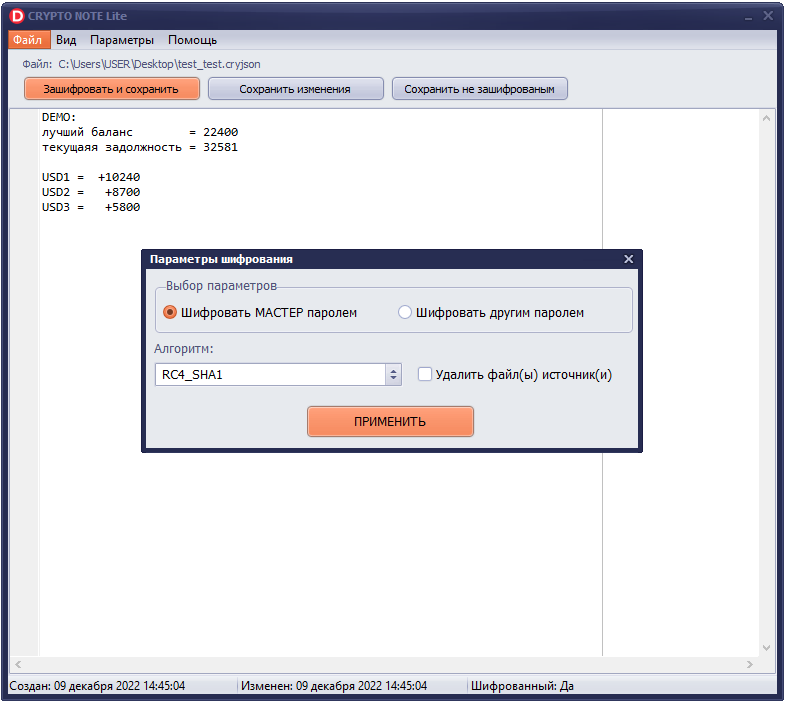 D CRYPTO NOTE Lite
Файл Вид Параметры Помощь
Файл: C:\Users\USER\Desktop\test_test.cryjson
Зашифровать и сохранить Сохранить изменения Сохранить не зашифрованым
DEMO:
лучший баланс = 22400
текущаяя задолжность = 32581
USD1 = +10240
USD2 = +8700
USD3 = +5800
Параметры шифрования
Выбор параметров
Шифровать МАСТЕР паролем Шифровать другим паролем
Алгоритм:
RC4_SHA1 Удалить файл(ы) источник(и)
ПРИМЕНИТЬ
Создан: 09 декабря 2022 14:45:04 Изменен: 09 декабря 2022 14:45:04 Шифрованный: Да